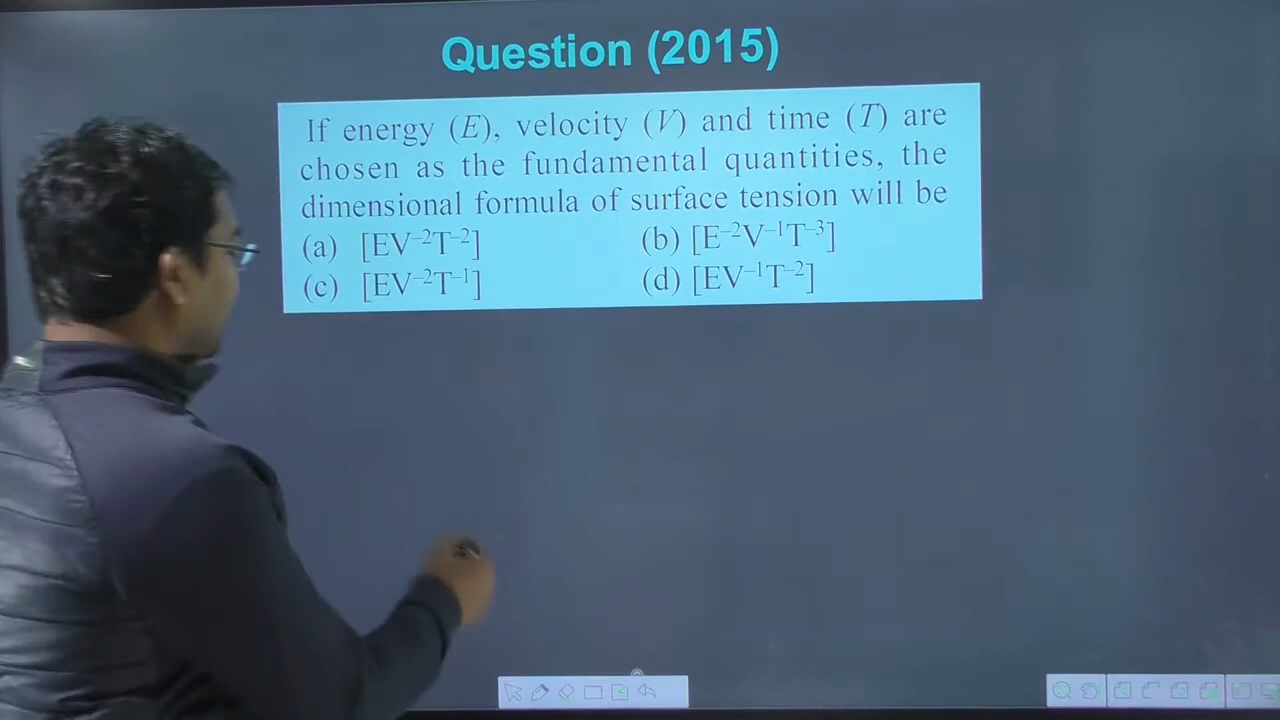 Question (2015)
If energy (E), velocity (V) and time (T) are
chosen as the fundamental quantities, the
dimensional formula of surface tension will be
(a) [EV⁻²T⁻²] (b) [E⁻²V⁻¹T⁻³]
(c) [EV⁻²T⁻¹] (d) [EV⁻¹T⁻²]